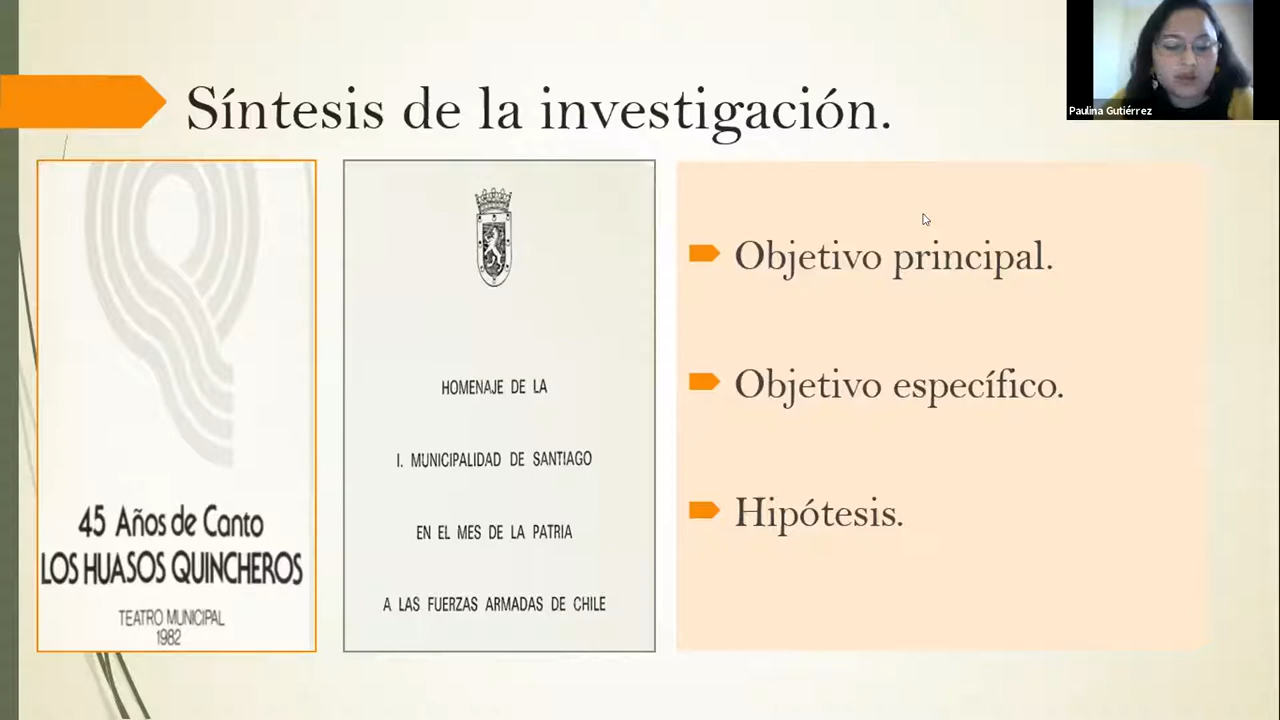 Síntesis de la investigación.
Paulina Gutiérrez
45 Años de Canto
LOS HUASOS QUINCHEROS
TEATRO MUNICIPAL
1982
HOMENAJE DE LA
I. MUNICIPALIDAD DE SANTIAGO
EN EL MES DE LA PATRIA
A LAS FUERZAS ARMADAS DE CHILE
Objetivo principal.
Objetivo específico.
Hipótesis.